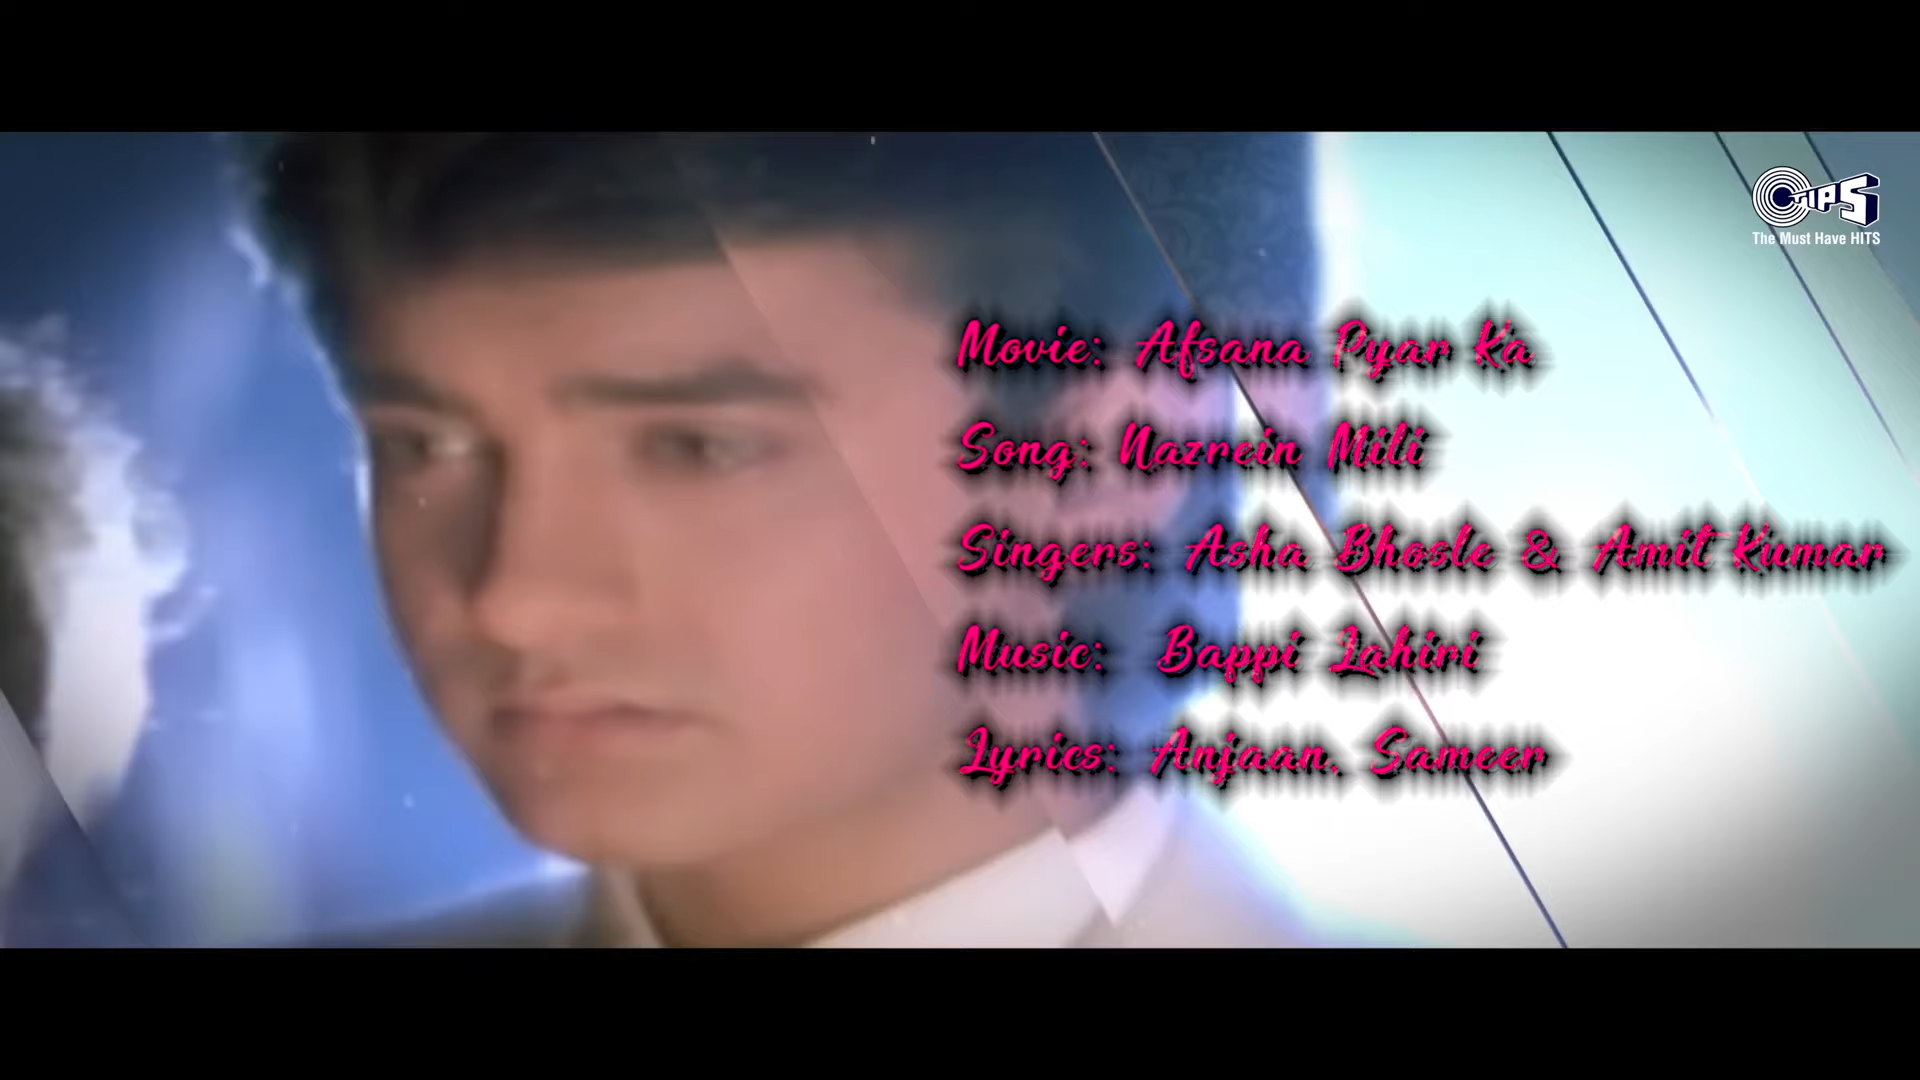 TIPS
The Must Have HITS
Movie: Afsana Pyar Ka
Song: Nazrein Mili
Singers: Asha Bhosle & Amit Kumar
Music: Bappi Lahiri
Lyrics: Anjaan, Sameer